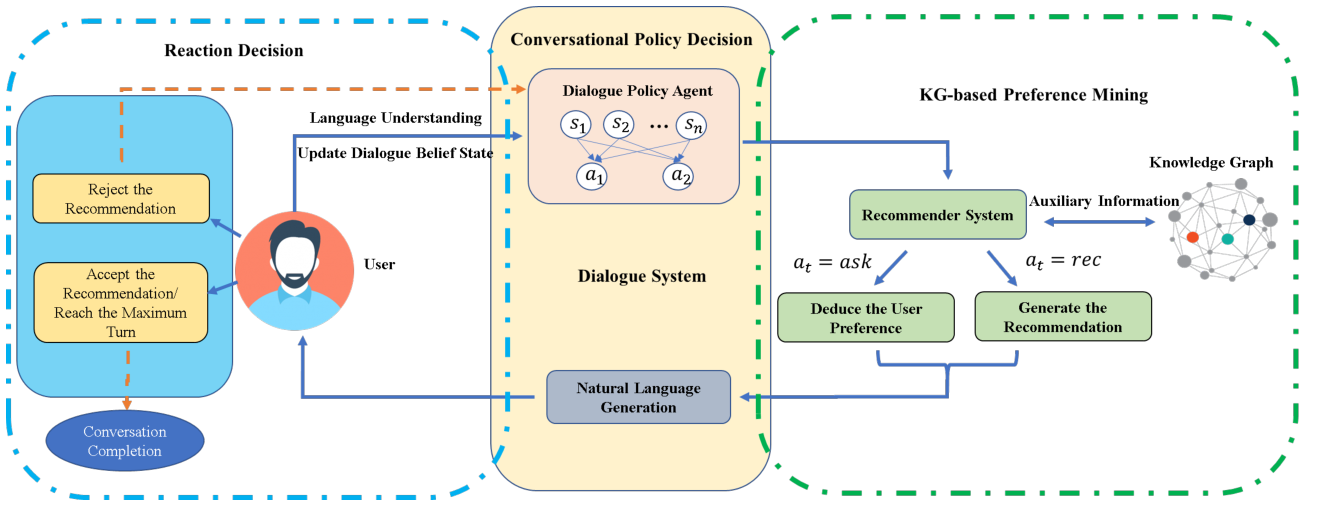 Reaction Decision
Language Understanding
Update Dialogue Belief State
Reject the
Recommendation
Accept the
Recommendation/
Reach the Maximum
Turn
User
Conversation
Completion
Conversational Policy Decision
Dialogue Policy Agent
s₁ s₂ ... sₙ
a₁ a₂
Dialogue System
Natural Language
Generation
KG-based Preference Mining
Knowledge Graph
Recommender System
Auxiliary Information
aₜ = ask
aₜ = rec
Deduce the User
Preference
Generate the
Recommendation